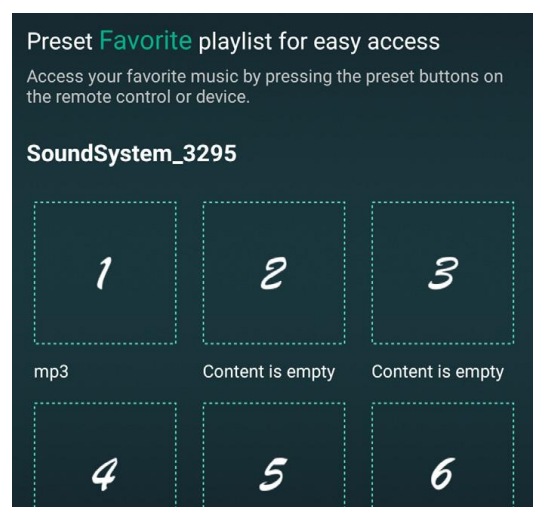 Preset Favorite playlist for easy access
Access your favorite music by pressing the preset buttons on
the remote control or device.
SoundSystem_3295
1 2 3
mp3 Content is empty Content is empty
4 5 6